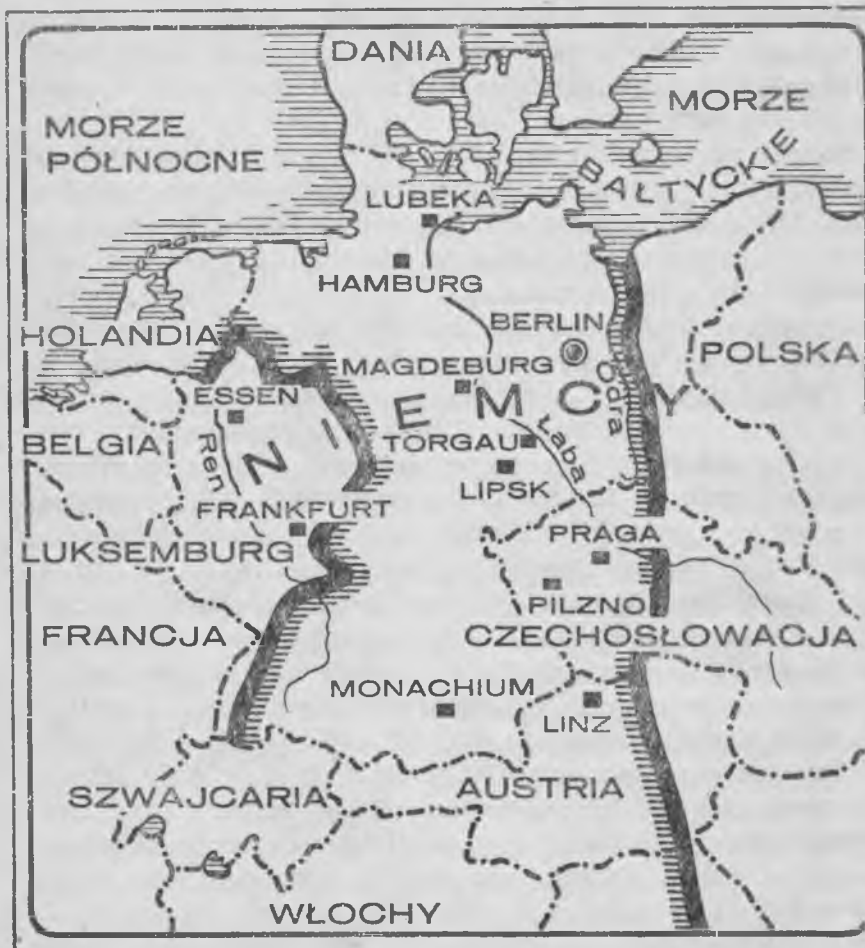 DANIA
MORZE
PÓŁNOCNE
MORZE
BAŁTYCKIE
LUBEKA
HAMBURG
HOLANDIA
BERLIN
POLSKA
MAGDEBURG
ESSEN
NIEMCY
Odra
BELGIA
Ren
TORGAU
Łaba
LIPSK
FRANKFURT
PRAGA
LUKSEMBURG
PILZNO
FRANCJA
CZECHOSŁOWACJA
MONACHIUM
LINZ
SZWAJCARIA
AUSTRIA
WŁOCHY